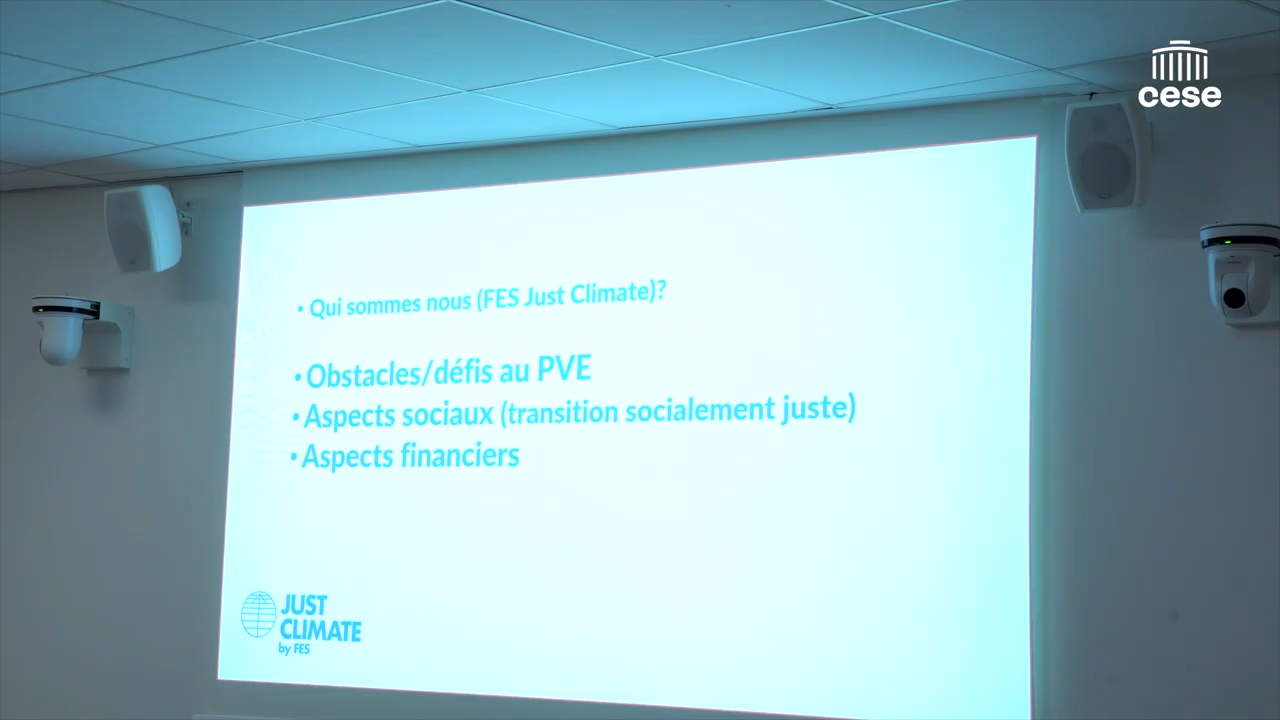 cese
• Qui sommes nous (FES Just Climate)?
• Obstacles/défis au PVE
• Aspects sociaux (transition socialement juste)
• Aspects financiers
JUST
CLIMATE
by FES